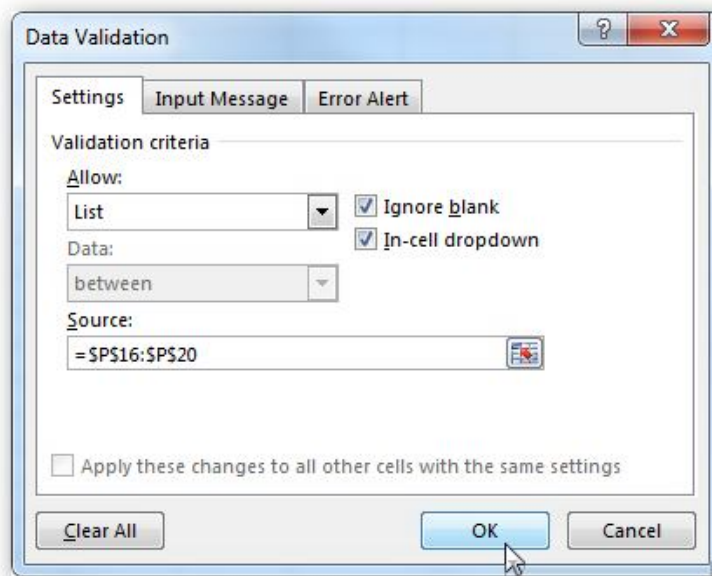 Data Validation
Settings Input Message Error Alert
Validation criteria
Allow:
List
Ignore blank
In-cell dropdown
Data:
between
Source:
=$P$16:$P$20
Apply these changes to all other cells with the same settings
Clear All OK Cancel